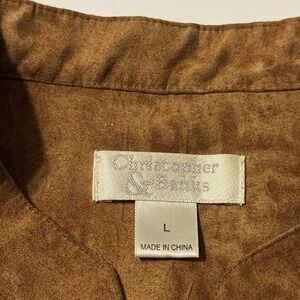 Christopher
& Banks
L
MADE IN CHINA